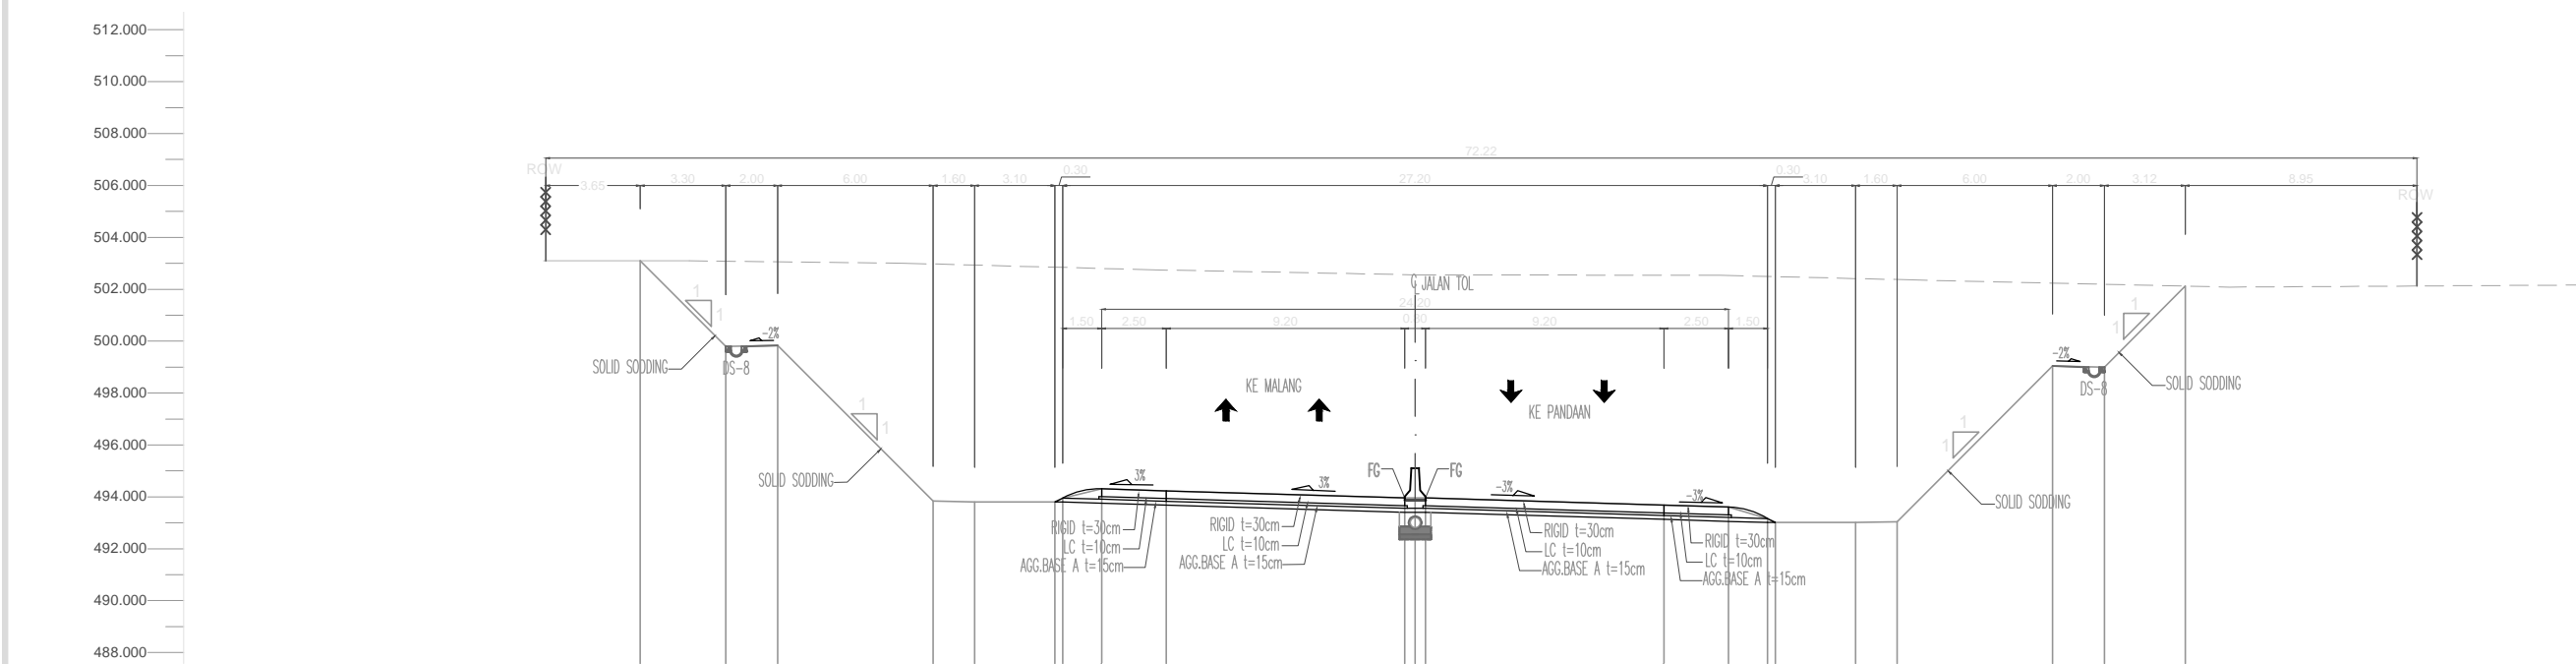 512.000
510.000
508.000
506.000
504.000
502.000
500.000
498.000
496.000
494.000
492.000
490.000
488.000
72.22
ROW
ROW
3.65
3.30
2.00
6.00
1.60
3.10
0.30
27.20
0.30
3.10
1.60
6.00
2.00
3.12
8.95
JALAN TOL
24.20
1.50
2.50
9.20
9.20
2.50
1.50
1
1
-2%
SOLID SODDING
DS-8
1
1
SOLID SODDING
KE MALANG
KE PANDAAN
1
1
-2%
DS-8
SOLID SODDING
1
1
SOLID SODDING
3%
3%
FG
FG
-3%
-3%
RIGID t=30cm
LC t=10cm
AGG.BASE A t=15cm
RIGID t=30cm
LC t=10cm
AGG.BASE A t=15cm
RIGID t=30cm
LC t=10cm
AGG.BASE A t=15cm
RIGID t=30cm
LC t=10cm
AGG.BASE A t=15cm